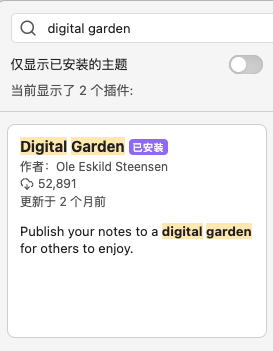 digital garden
仅显示已安装的主题
当前显示了 2 个插件:
Digital Garden 已安装
作者：Ole Eskild Steensen
52,891
更新于 2 个月前
Publish your notes to a digital garden
for others to enjoy.